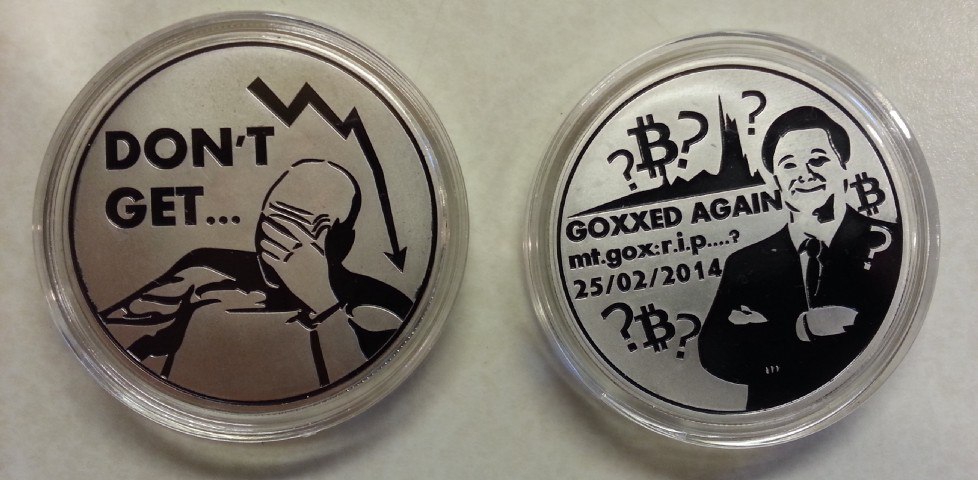 DON'T
GET...
?₿?
?
GOXXED AGAIN
mt.gox:r.i.p....?
25/02/2014
₿
?
?₿?